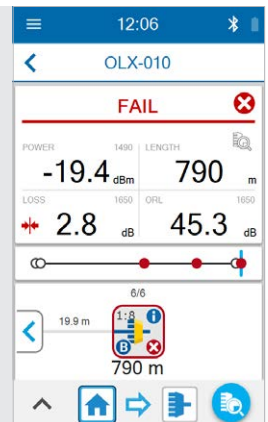 12:06
OLX-010
FAIL
POWER 1490 LENGTH
-19.4 dBm 790 m
LOSS 1650 ORL 1650
2.8 dB 45.3 dB
6/6
19.9 m 1:8 i
B
790 m